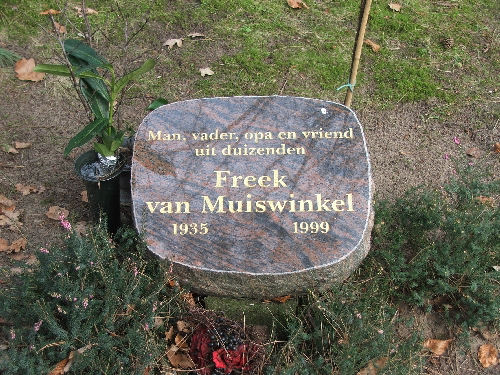 Man, vader, opa en vriend
uit duizenden
Freek
van Muiswinkel
1935 1999